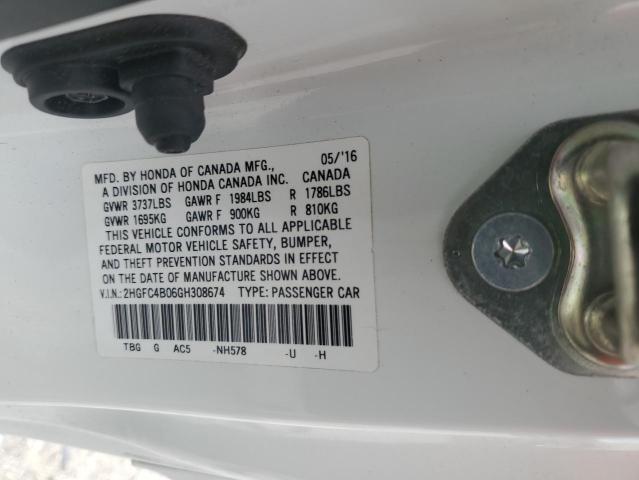 MFD. BY HONDA OF CANADA MFG., 05/'16
A DIVISION OF HONDA CANADA INC. CANADA
GVWR 3737LBS GAWR F 1984LBS R 1786LBS
GVWR 1695KG GAWR F 900KG R 810KG
THIS VEHICLE CONFORMS TO ALL APPLICABLE
FEDERAL MOTOR VEHICLE SAFETY, BUMPER,
AND THEFT PREVENTION STANDARDS IN EFFECT
ON THE DATE OF MANUFACTURE SHOWN ABOVE.
V.I.N.: 2HGFC4B06GH308674 TYPE: PASSENGER CAR
TBG G AC5 -NH578 -U -H